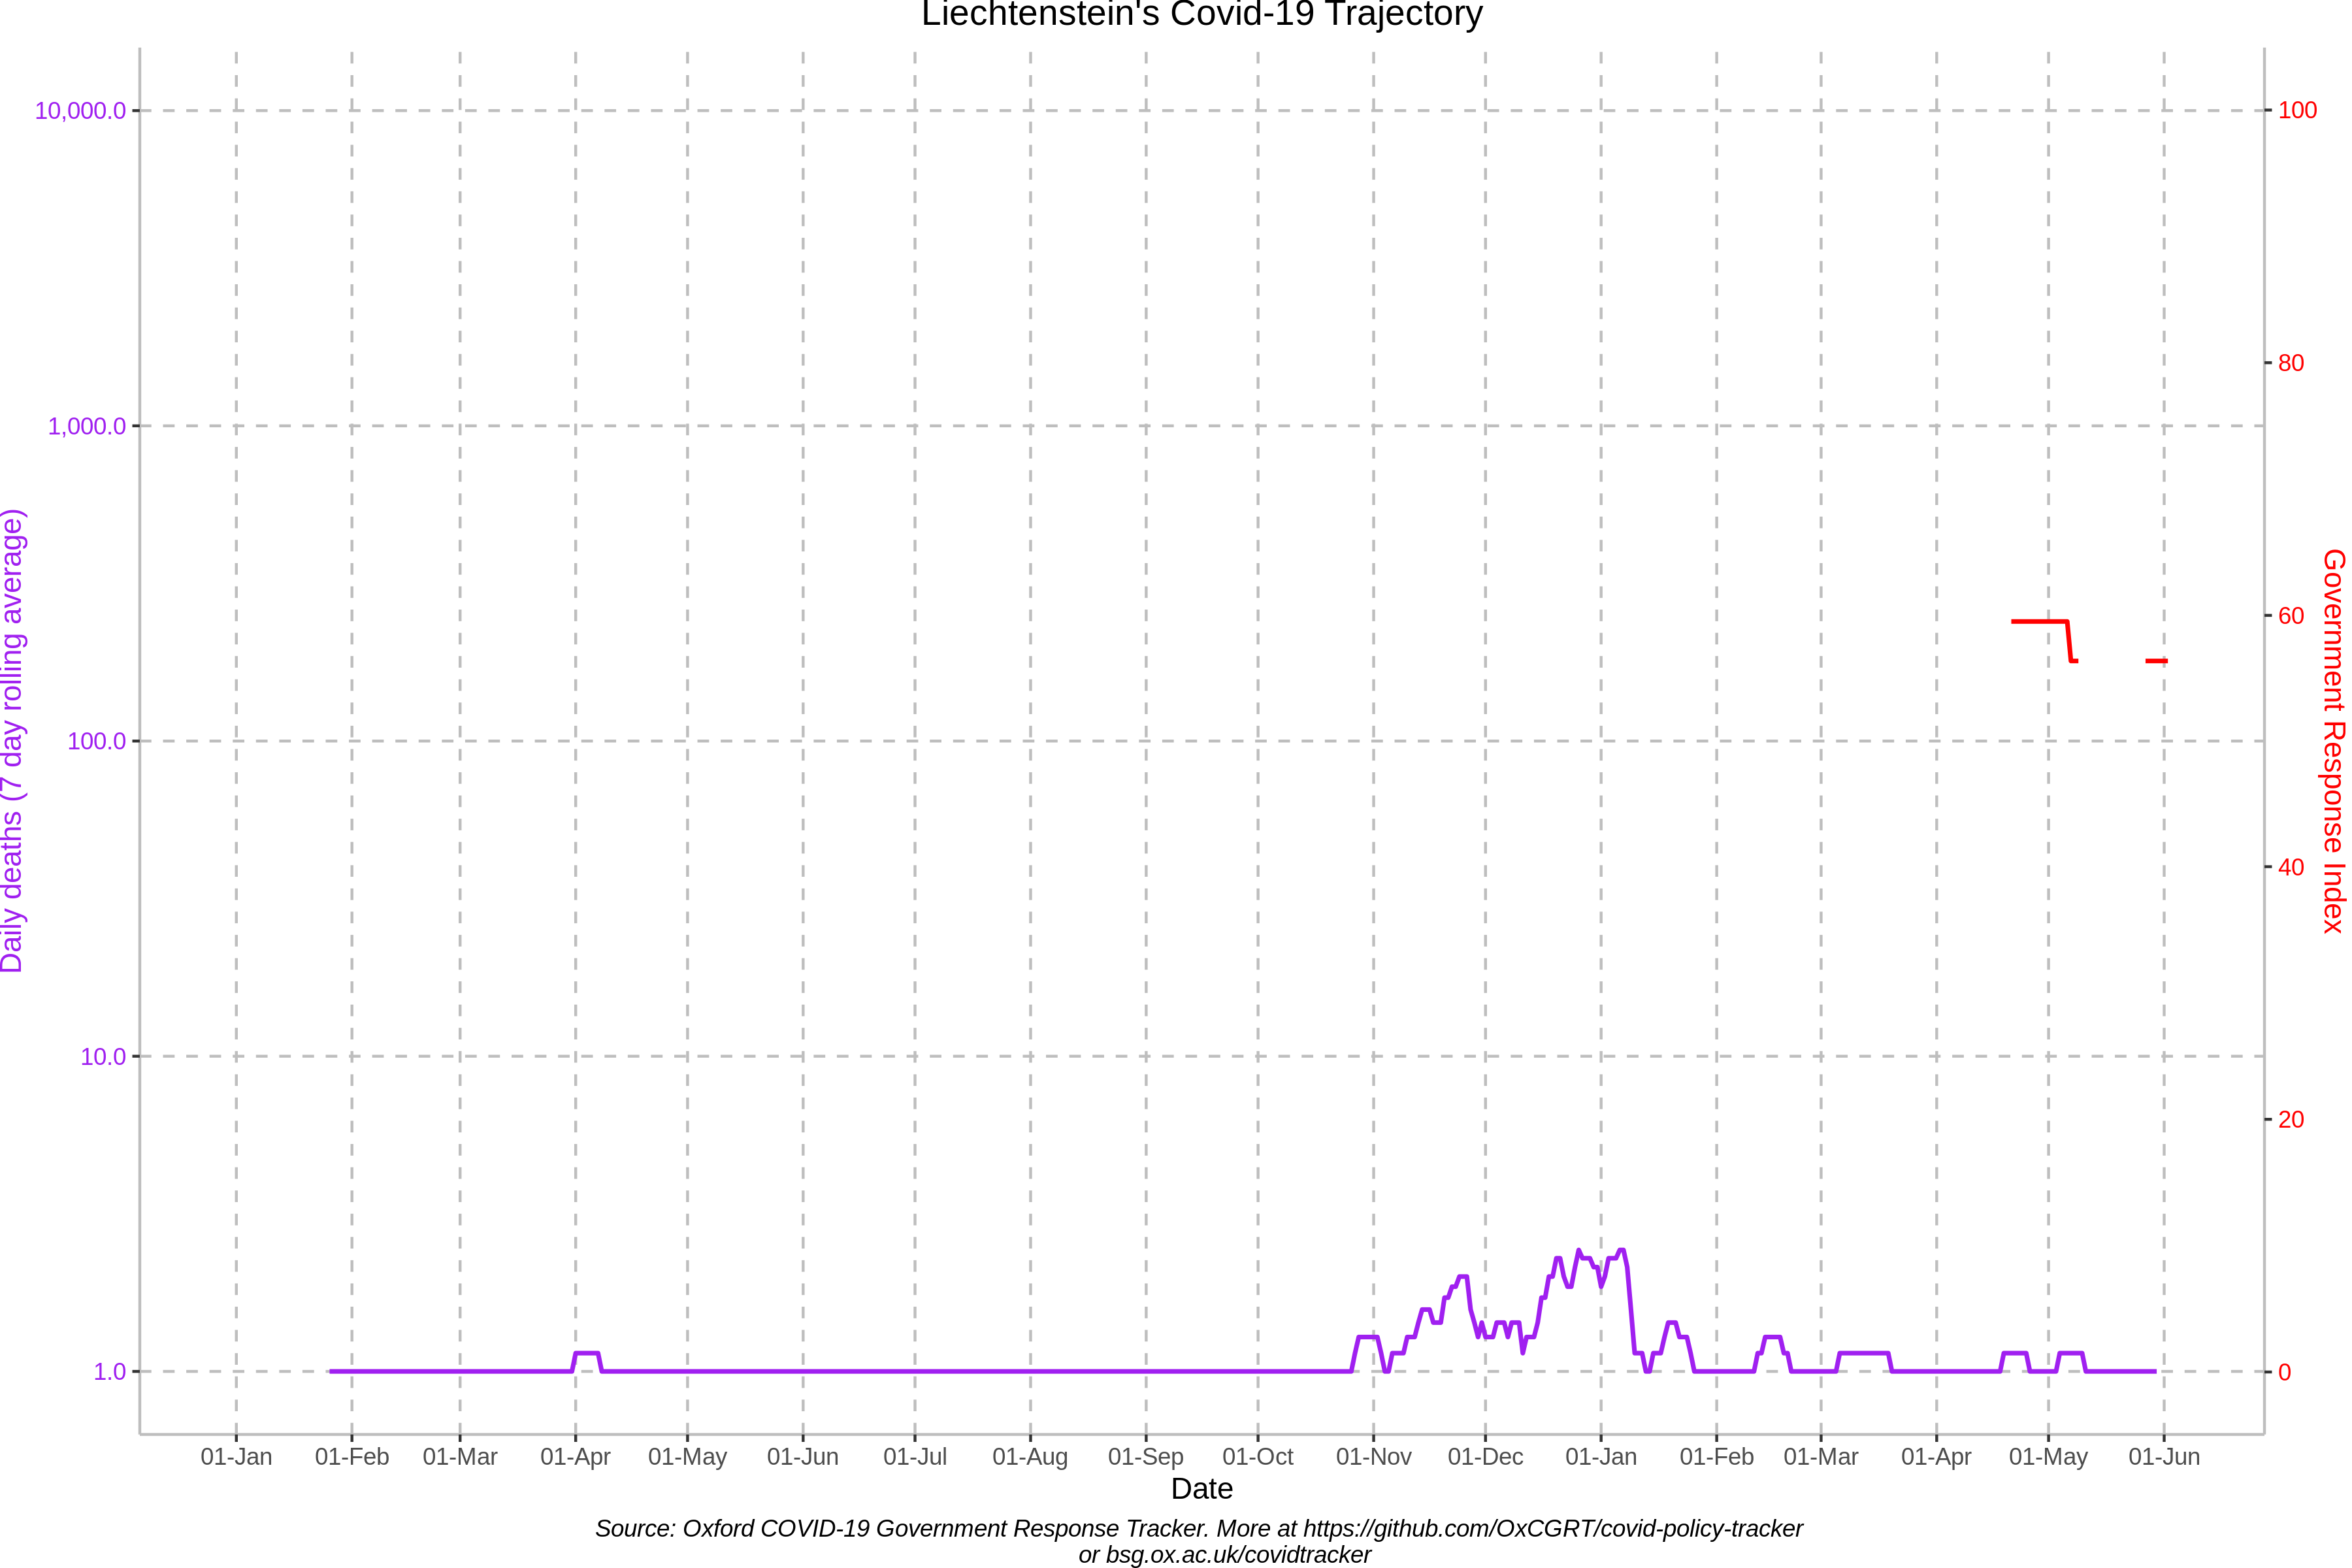 Liechtenstein's Covid-19 Trajectory
Daily deaths (7 day rolling average)
10,000.0
1,000.0
100.0
10.0
1.0
100
80
60
40
20
0
Government Response Index
01-Jan 01-Feb 01-Mar 01-Apr 01-May 01-Jun 01-Jul 01-Aug 01-Sep 01-Oct 01-Nov 01-Dec 01-Jan 01-Feb 01-Mar 01-Apr 01-May 01-Jun
Date
Source: Oxford COVID-19 Government Response Tracker. More at https://github.com/OxCGRT/covid-policy-tracker
or bsg.ox.ac.uk/covidtracker